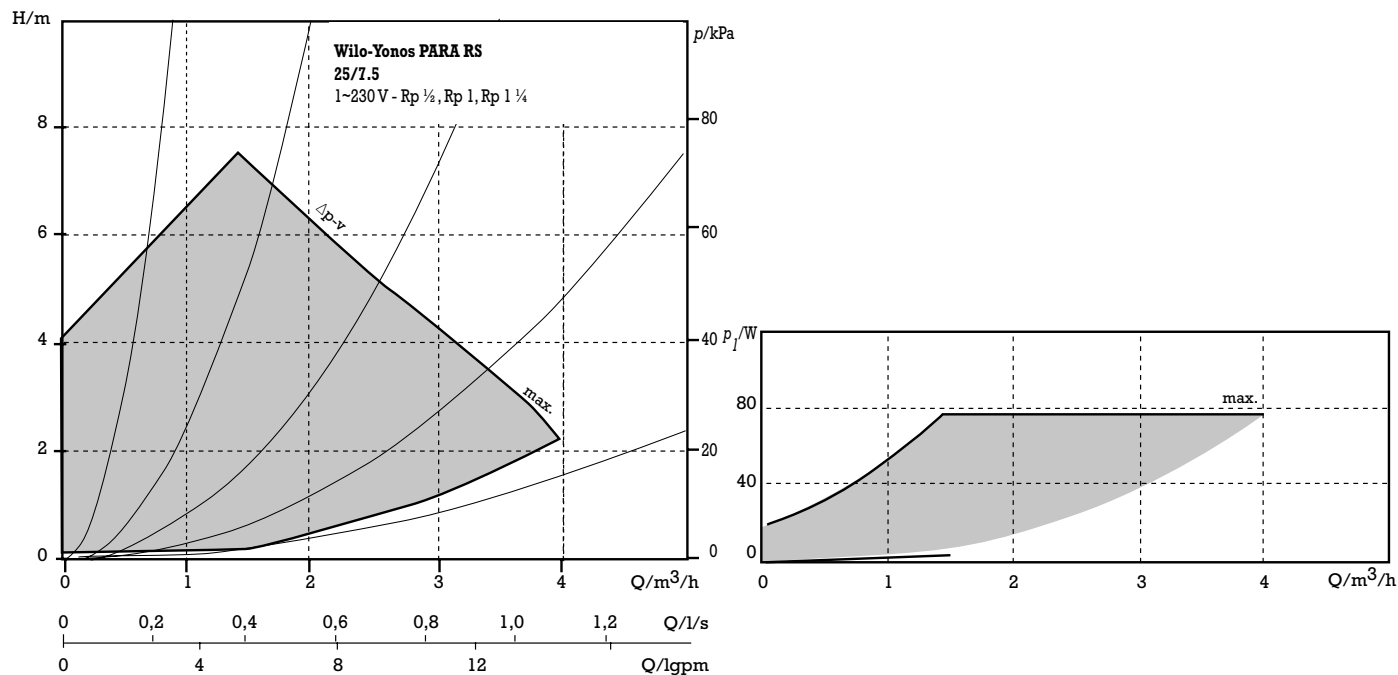 H/m
p/kPa
Wilo-Yonos PARA RS
25/7.5
1~230 V - Rp ½, Rp 1, Rp 1 ¼
8
80
Δp-v
6
60
4
40
max.
2
20
0
0
0 1 2 3 4 Q/m³/h
0 0,2 0,4 0,6 0,8 1,0 1,2 Q/l/s
0 4 8 12 Q/lgpm
p₁/W
max.
80
40
0
0 1 2 3 4 Q/m³/h